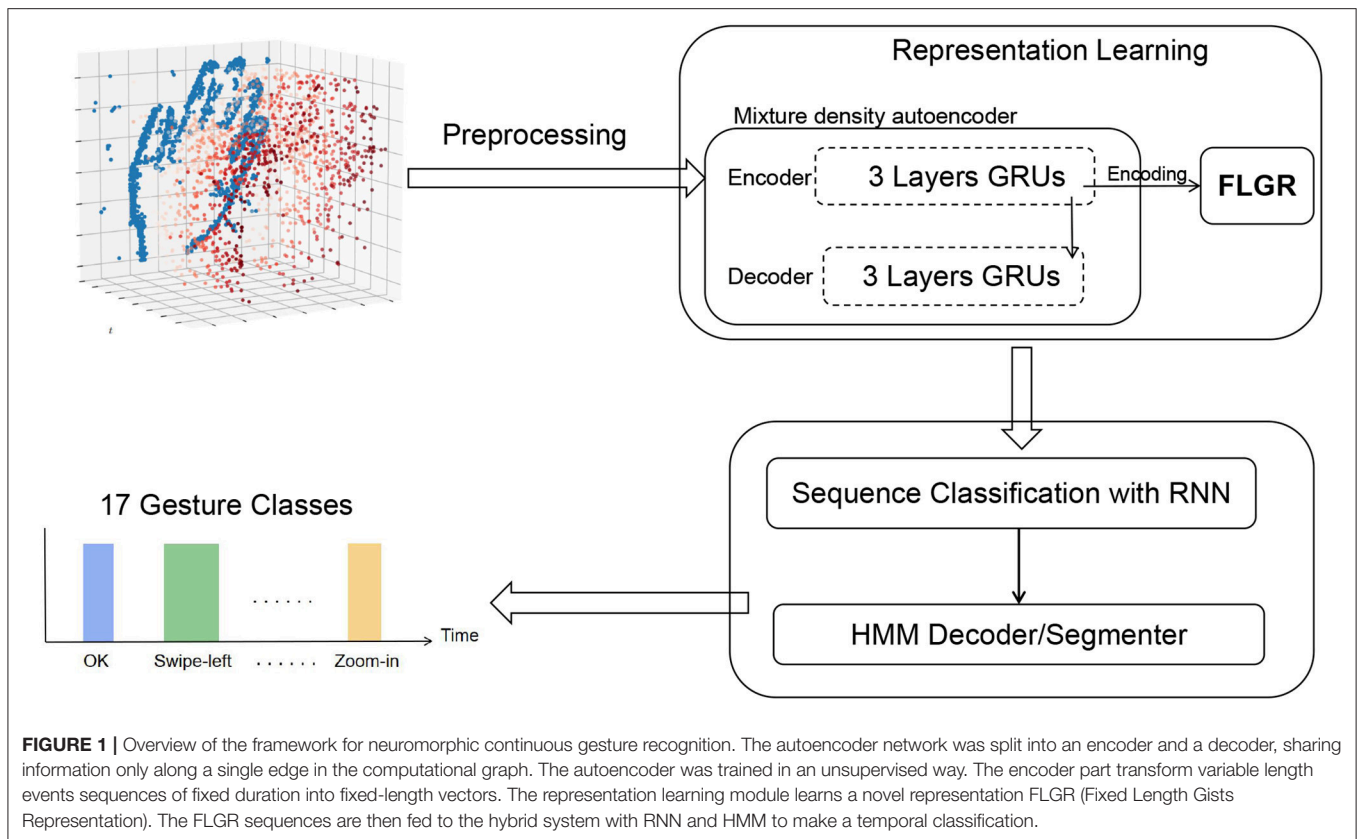 Representation Learning
Mixture density autoencoder
Preprocessing
Encoder
3 Layers GRUs
Encoding
FLGR
Decoder
3 Layers GRUs
t
Sequence Classification with RNN
HMM Decoder/Segmenter
17 Gesture Classes
. . . . . .
Time
OK
Swipe-left
. . . . . .
Zoom-in
FIGURE 1 | Overview of the framework for neuromorphic continuous gesture recognition. The autoencoder network was split into an encoder and a decoder, sharing
information only along a single edge in the computational graph. The autoencoder was trained in an unsupervised way. The encoder part transform variable length
events sequences of fixed duration into fixed-length vectors. The representation learning module learns a novel representation FLGR (Fixed Length Gists
Representation). The FLGR sequences are then fed to the hybrid system with RNN and HMM to make a temporal classification.